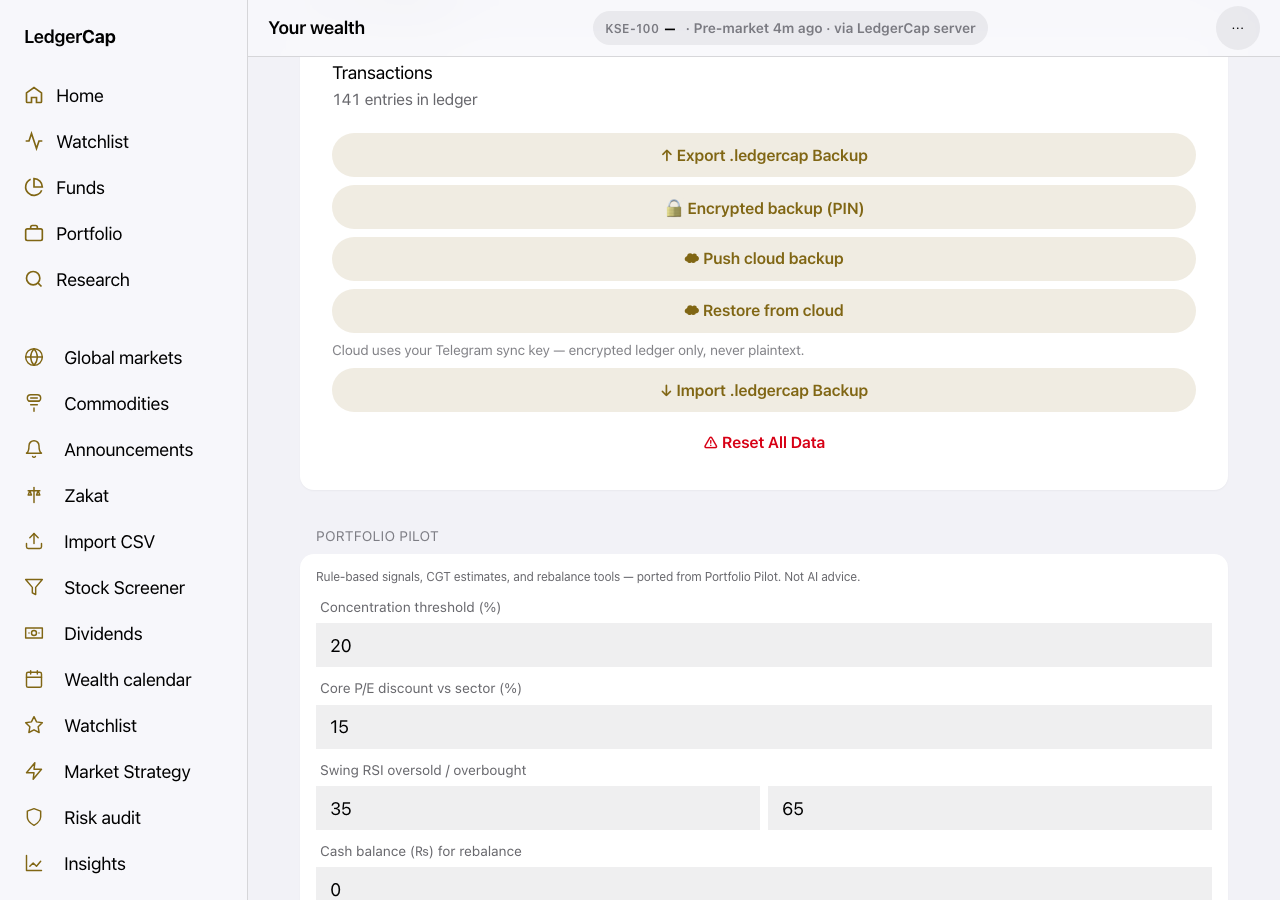 LedgerCap
Home
Watchlist
Funds
Portfolio
Research
Global markets
Commodities
Announcements
Zakat
Import CSV
Stock Screener
Dividends
Wealth calendar
Watchlist
Market Strategy
Risk audit
Insights
Your wealth
KSE-100 — · Pre-market 4m ago · via LedgerCap server
...
Transactions
141 entries in ledger
↑ Export .ledgercap Backup
🔒 Encrypted backup (PIN)
☁ Push cloud backup
☁ Restore from cloud
Cloud uses your Telegram sync key — encrypted ledger only, never plaintext.
↓ Import .ledgercap Backup
⚠ Reset All Data
PORTFOLIO PILOT
Rule-based signals, CGT estimates, and rebalance tools — ported from Portfolio Pilot. Not AI advice.
Concentration threshold (%)
20
Core P/E discount vs sector (%)
15
Swing RSI oversold / overbought
35 65
Cash balance (₨) for rebalance
0